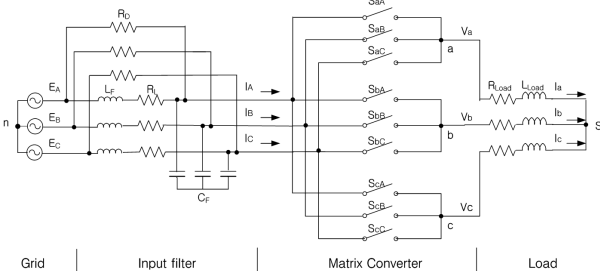 SaA
RD
SaB
Va
a
SaC
EA
LF
RL
IA
SbA
RLoad
LLoad
Ia
n
EB
IB
SbB
Vb
Ib
S
b
EC
IC
SbC
Ic
CF
ScA
ScB
Vc
ScC
c
Grid
Input filter
Matrix Converter
Load